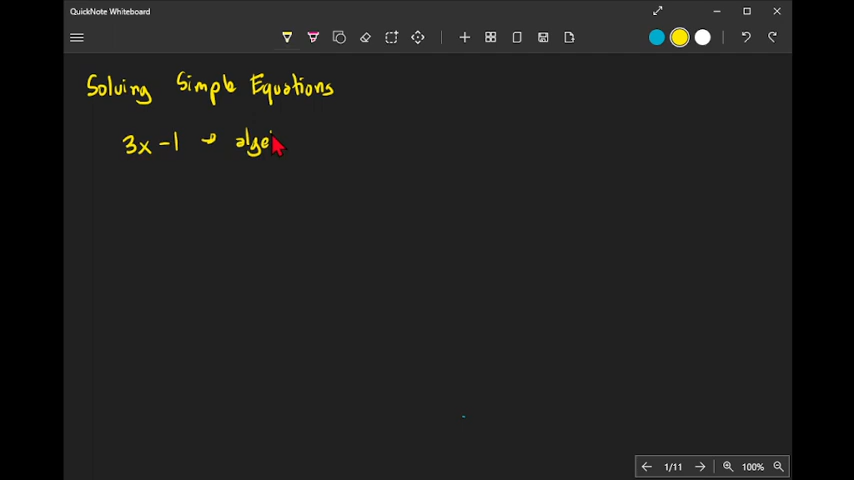 QuickNote Whiteboard
Solving Simple Equations
3x - 1 → alge
1/11
100%